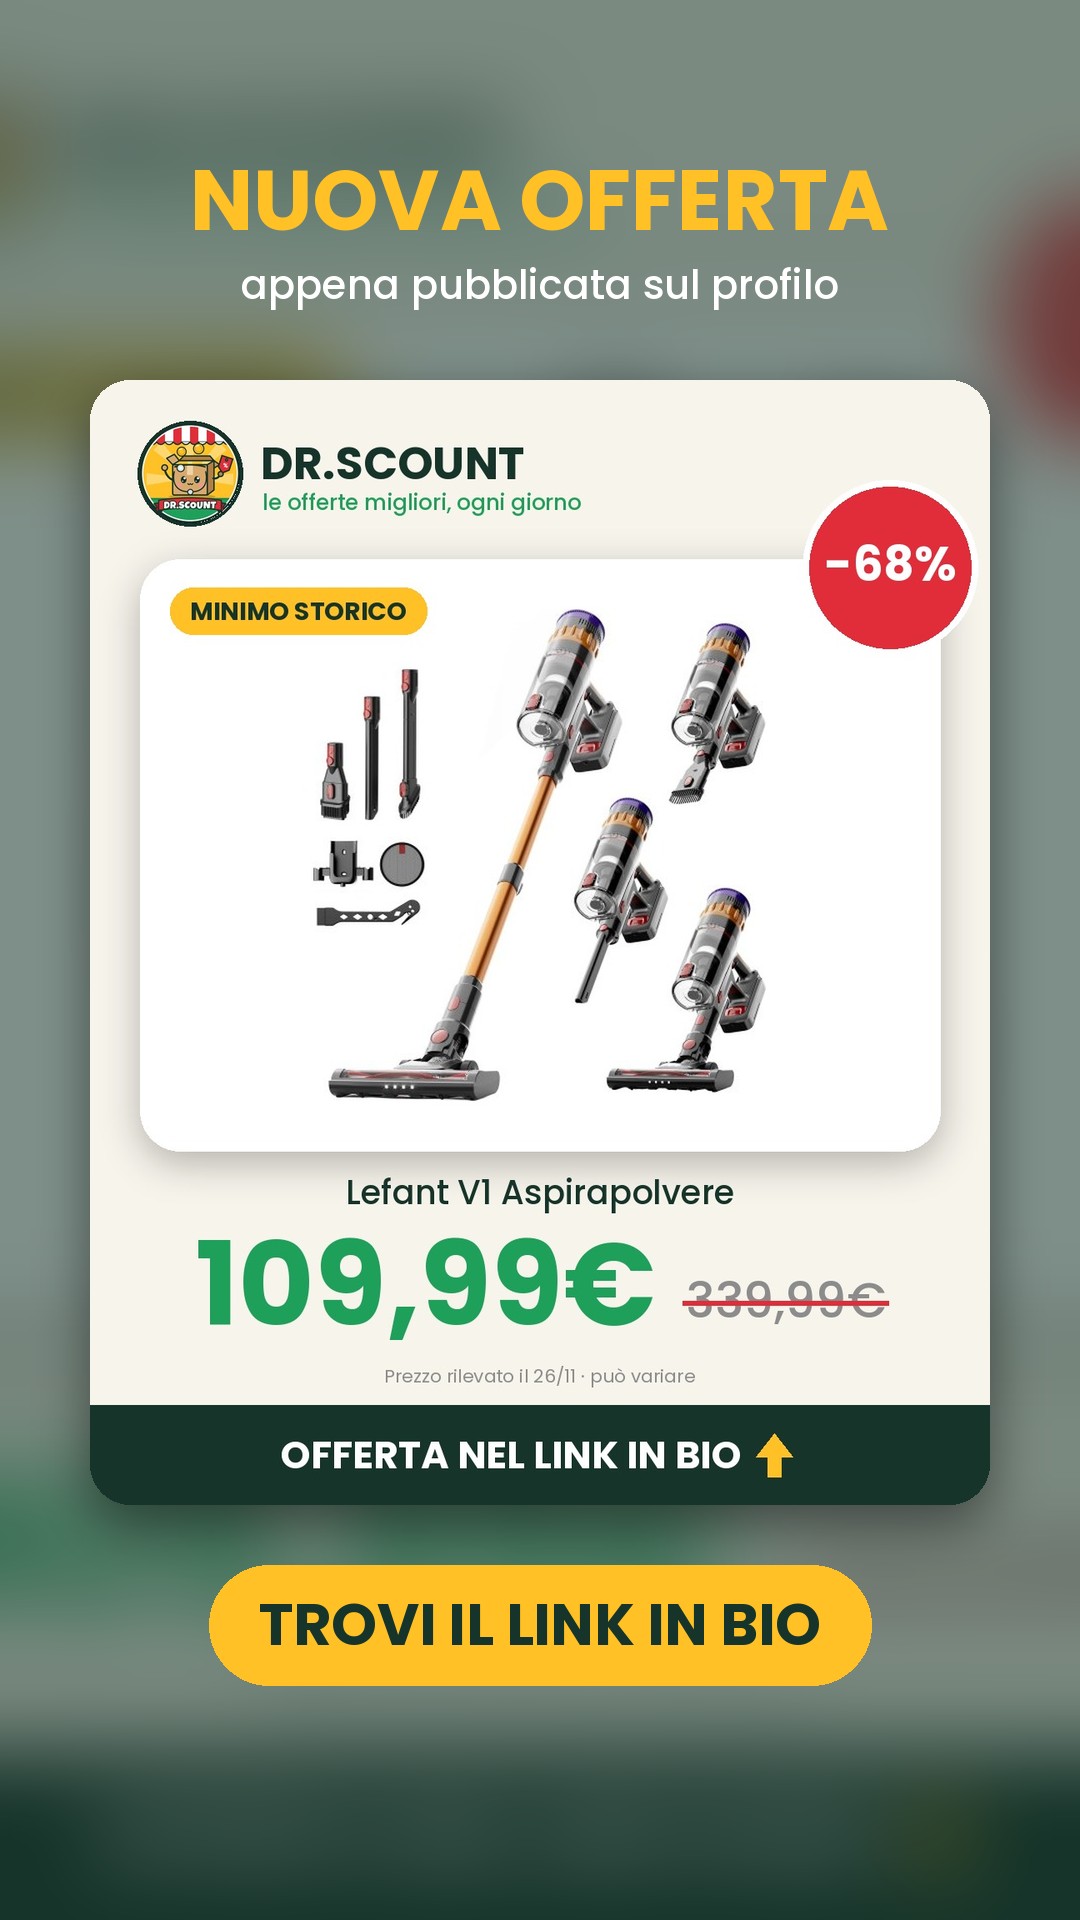 NUOVA OFFERTA
appena pubblicata sul profilo
DR.SCOUNT
DR.SCOUNT
le offerte migliori, ogni giorno
-68%
MINIMO STORICO
Lefant V1 Aspirapolvere
109,99€ 339,99€
Prezzo rilevato il 26/11 · può variare
OFFERTA NEL LINK IN BIO
TROVI IL LINK IN BIO